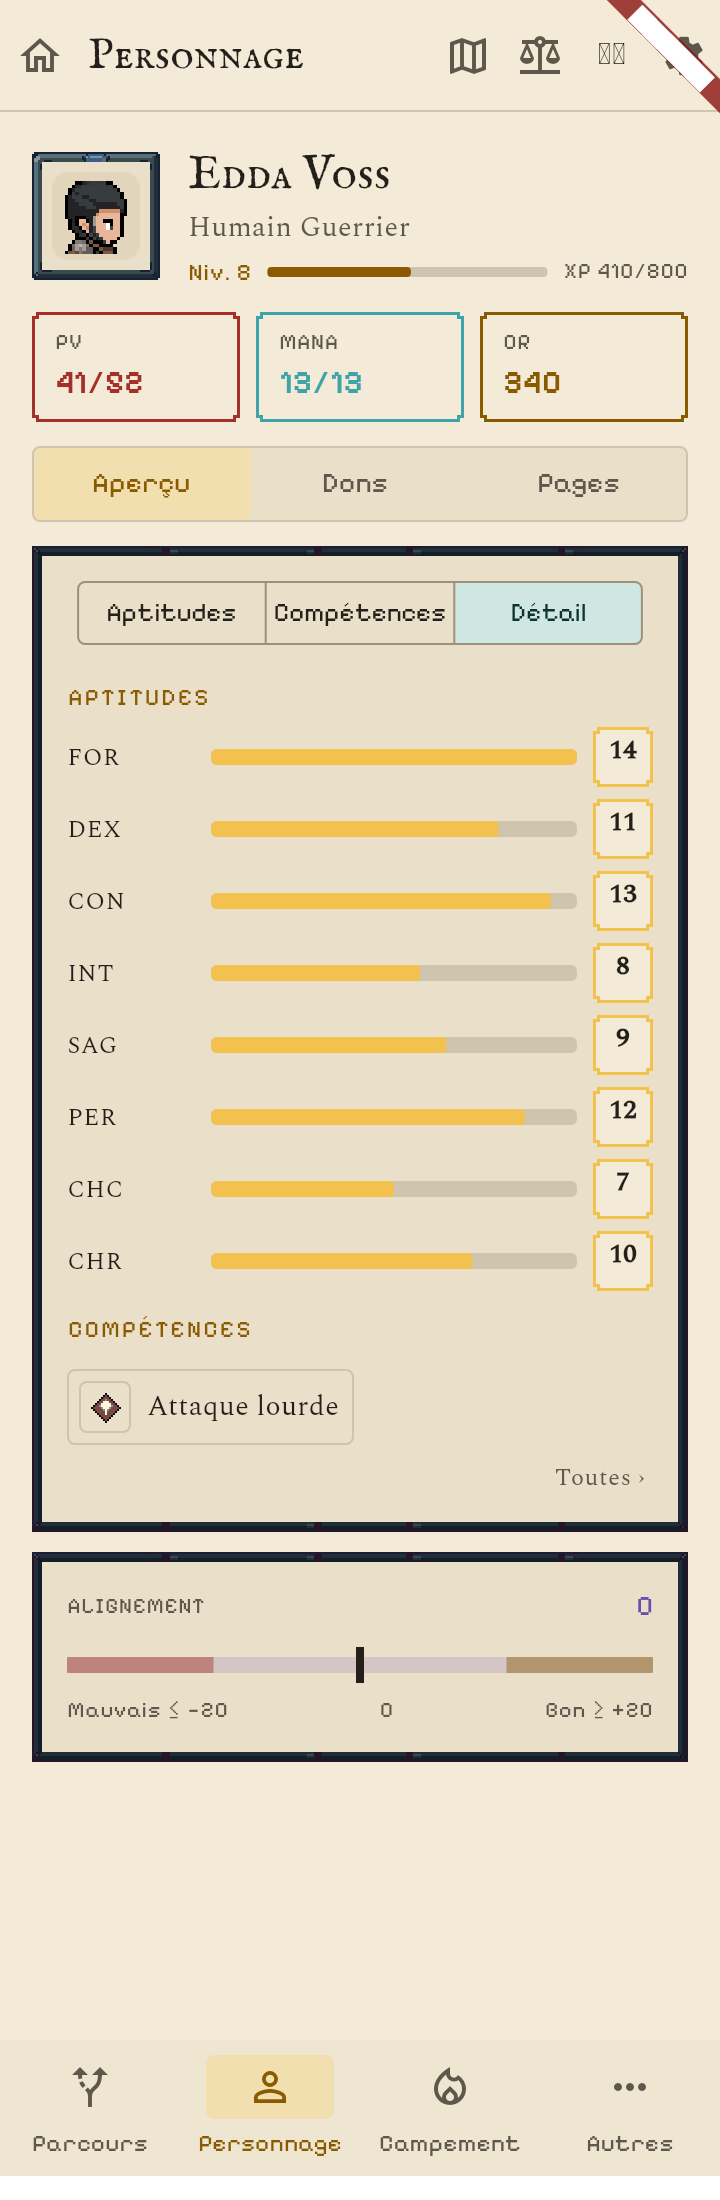 Personnage
Edda Voss
Humain Guerrier
Niv. 8
XP 410/800
PV
41/52
MANA
13/13
OR
340
Aperçu
Dons
Pages
Aptitudes
Compétences
Détail
APTITUDES
FOR
14
DEX
11
CON
13
INT
8
SAG
9
PER
12
CHC
7
CHR
10
COMPÉTENCES
Attaque lourde
Toutes ›
ALIGNEMENT
0
Mauvais ≤ -20
0
Bon ≥ +20
Parcours
Personnage
Campement
Autres